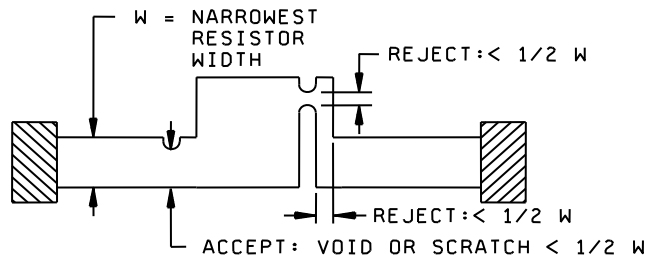 W = NARROWEST
RESISTOR
WIDTH
REJECT:< 1/2 W
REJECT:< 1/2 W
ACCEPT: VOID OR SCRATCH < 1/2 W